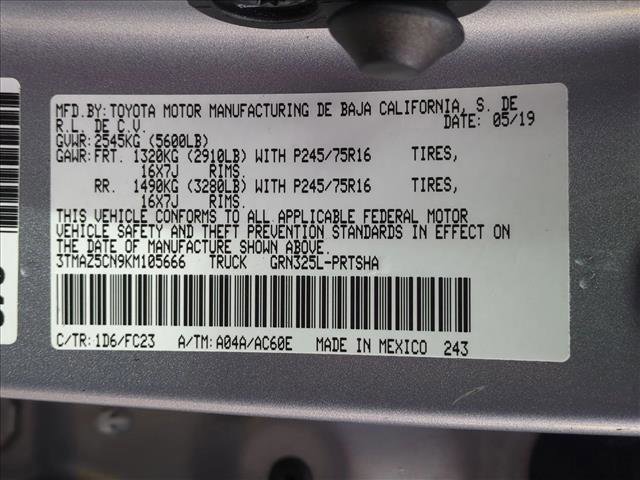 MFD.BY:TOYOTA MOTOR MANUFACTURING DE BAJA CALIFORNIA, S. DE
R.L. DE C.V. DATE: 05/19
GVWR:2545KG (5600LB)
GAWR:FRT. 1320KG (2910LB) WITH P245/75R16 TIRES,
16X7J RIMS.
RR. 1490KG (3280LB) WITH P245/75R16 TIRES,
16X7J RIMS.
THIS VEHICLE CONFORMS TO ALL APPLICABLE FEDERAL MOTOR
VEHICLE SAFETY AND THEFT PREVENTION STANDARDS IN EFFECT ON
THE DATE OF MANUFACTURE SHOWN ABOVE.
3TMAZ5CN9KM105666 TRUCK GRN325L-PRTSHA
C/TR:1D6/FC23 A/TM:A04A/AC60E MADE IN MEXICO 243